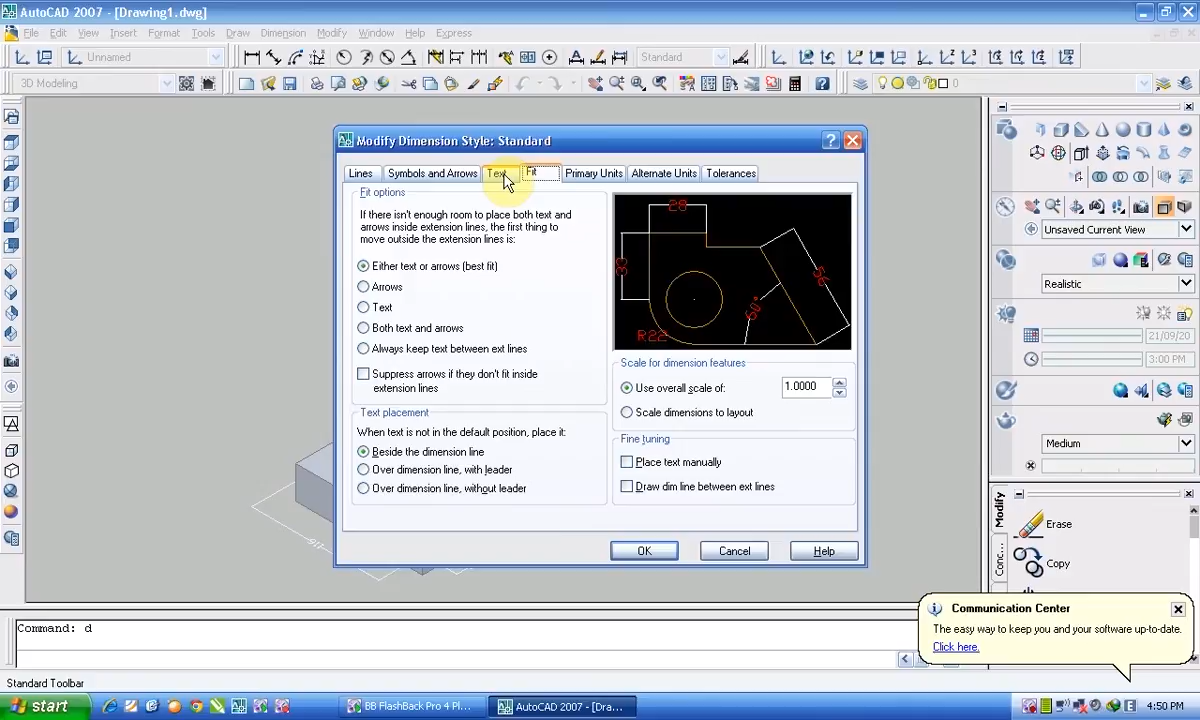 AutoCAD 2007 - [Drawing1.dwg]
File Edit View Insert Format Tools Draw Dimension Modify Window Help Express
Unnamed
Standard
3D Modeling
0
Modify Dimension Style: Standard
Lines Symbols and Arrows Text Fit Primary Units Alternate Units Tolerances
Fit options
If there isn't enough room to place both text and
arrows inside extension lines, the first thing to
move outside the extension lines is:
Either text or arrows (best fit)
Arrows
Text
Both text and arrows
Always keep text between ext lines
Suppress arrows if they don't fit inside
extension lines
Text placement
When text is not in the default position, place it:
Beside the dimension line
Over dimension line, with leader
Over dimension line, without leader
28
33
56
60°
R22
Scale for dimension features
Use overall scale of: 1.0000
Scale dimensions to layout
Fine tuning
Place text manually
Draw dim line between ext lines
OK Cancel Help
Unsaved Current View
Realistic
21/09/20
3:00 PM
Medium
Modify
Conc...
Erase
Copy
Communication Center
The easy way to keep you and your software up-to-date.
Click here.
Command: d
Standard Toolbar
start
BB FlashBack Pro 4 Pl...
AutoCAD 2007 - [Dra...
E
4:50 PM